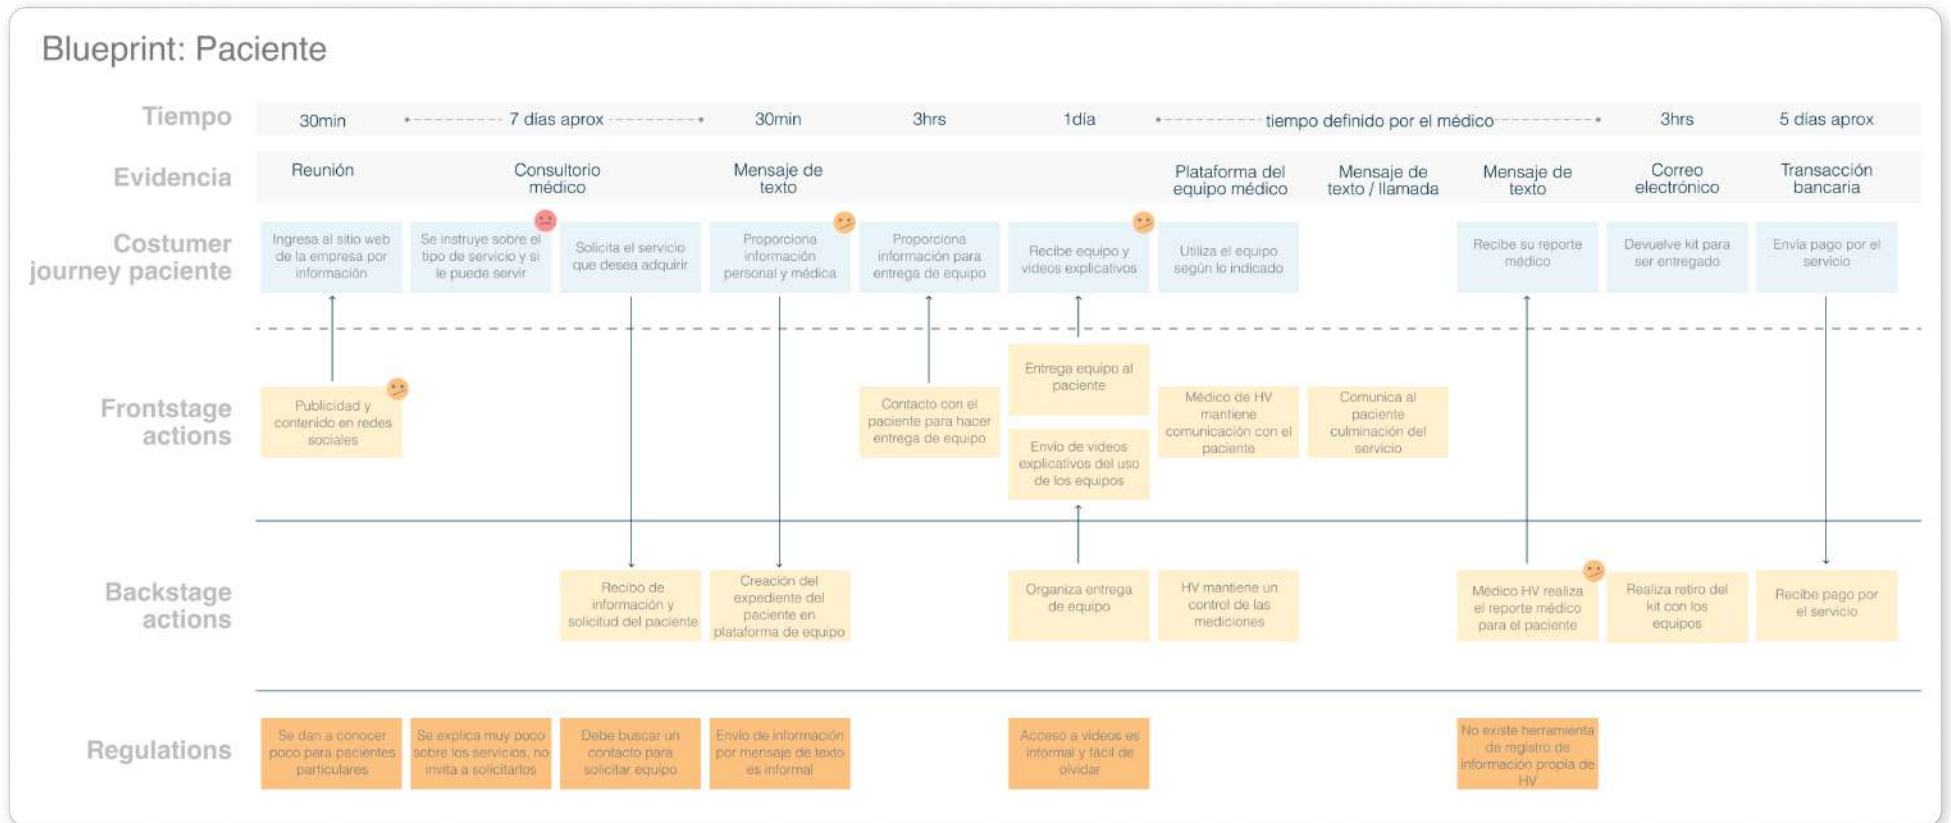 Blueprint: Paciente
Tiempo
30min
7 días aprox
30min
3hrs
1día
tiempo definido por el médico
3hrs
5 días aprox
Evidencia
Reunión
Consultorio
médico
Mensaje de
texto
Plataforma del
equipo médico
Mensaje de
texto / llamada
Mensaje de
texto
Correo
electrónico
Transacción
bancaria
Costumer
journey paciente
Ingresa al sitio web
de la empresa por
información
Se instruye sobre el
tipo de servicio y si
le puede servir
Solicita el servicio
que desea adquirir
Proporciona
información
personal y médica
Proporciona
información para
entrega de equipo
Recibe equipo y
videos explicativos
Utiliza el equipo
según lo indicado
Recibe su reporte
médico
Devuelve kit para
ser entregado
Envía pago por el
servicio
Frontstage
actions
Publicidad y
contenido en redes
sociales
Contacto con el
paciente para hacer
entrega de equipo
Entrega equipo al
paciente
Envío de videos
explicativos del uso
de los equipos
Médico de HV
mantiene
comunicación con el
paciente
Comunica al
paciente
culminación del
servicio
Backstage
actions
Recibo de
información y
solicitud del paciente
Creación del
expediente del
paciente en
plataforma de equipo
Organiza entrega
de equipo
HV mantiene un
control de las
mediciones
Médico HV realiza
el reporte médico
para el paciente
Realiza retiro del
kit con los
equipos
Recibe pago por
el servicio
Regulations
Se dan a conocer
poco para pacientes
particulares
Se explica muy poco
sobre los servicios, no
invita a solicitarlos
Debe buscar un
contacto para
solicitar equipo
Envío de información
por mensaje de texto
es informal
Acceso a videos es
informal y fácil de
olvidar
No existe herramienta
de registro de
información propia de
HV